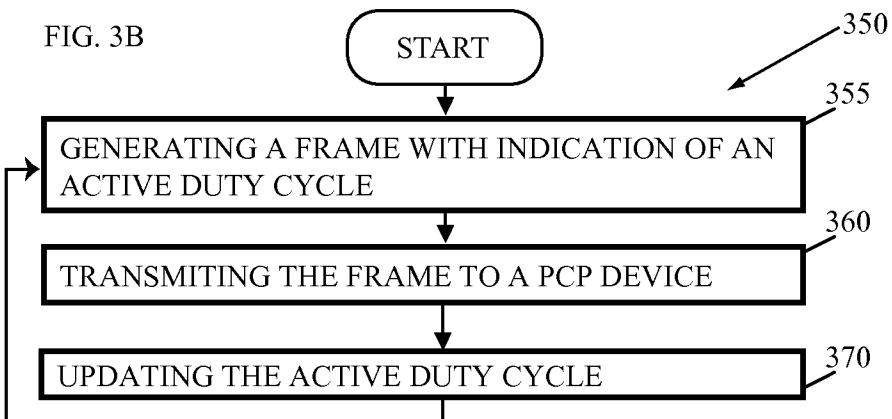 FIG. 3B
START
350
355
GENERATING A FRAME WITH INDICATION OF AN
ACTIVE DUTY CYCLE
360
TRANSMITING THE FRAME TO A PCP DEVICE
370
UPDATING THE ACTIVE DUTY CYCLE